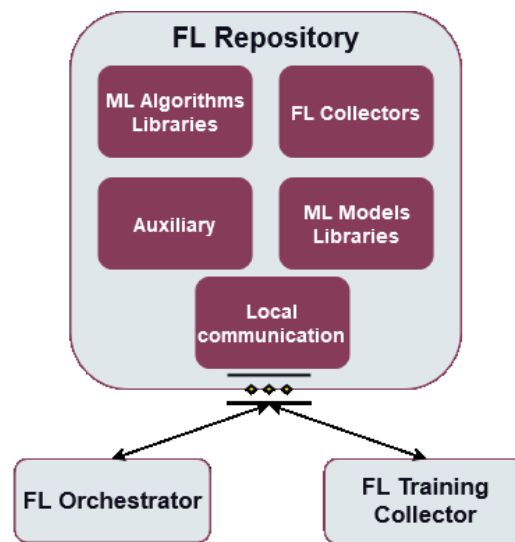 FL Repository
ML Algorithms
Libraries
FL Collectors
Auxiliary
ML Models
Libraries
Local
communication
FL Orchestrator
FL Training
Collector